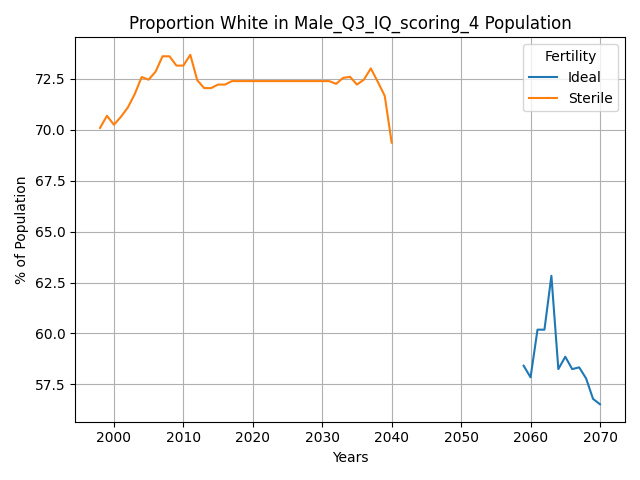 Proportion White in Male_Q3_IQ_scoring_4 Population
Fertility
Ideal
Sterile
72.5
70.0
67.5
65.0
62.5
60.0
57.5
% of Population
2000 2010 2020 2030 2040 2050 2060 2070
Years